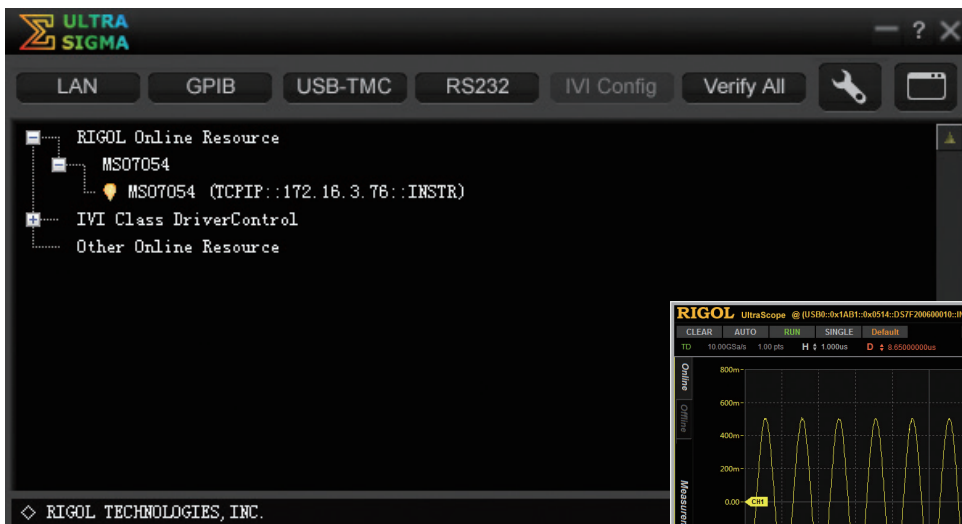 ULTRA
SIGMA
?
LAN GPIB USB-TMC RS232 IVI Config Verify All
RIGOL Online Resource
MSO7054
MSO7054 (TCPIP::172.16.3.76::INSTR)
IVI Class DriverControl
Other Online Resource
RIGOL TECHNOLOGIES, INC.
RIGOL UltraScope @ (USB0::0x1AB1::0x0514::DS7F200600010::IN
CLEAR AUTO RUN SINGLE Default
TD 10.00GSa/s 1.00 pts H 1.000us D 8.65000000us
Online
Offline
Measurem
800m
600m
400m
200m
0.00 CH1